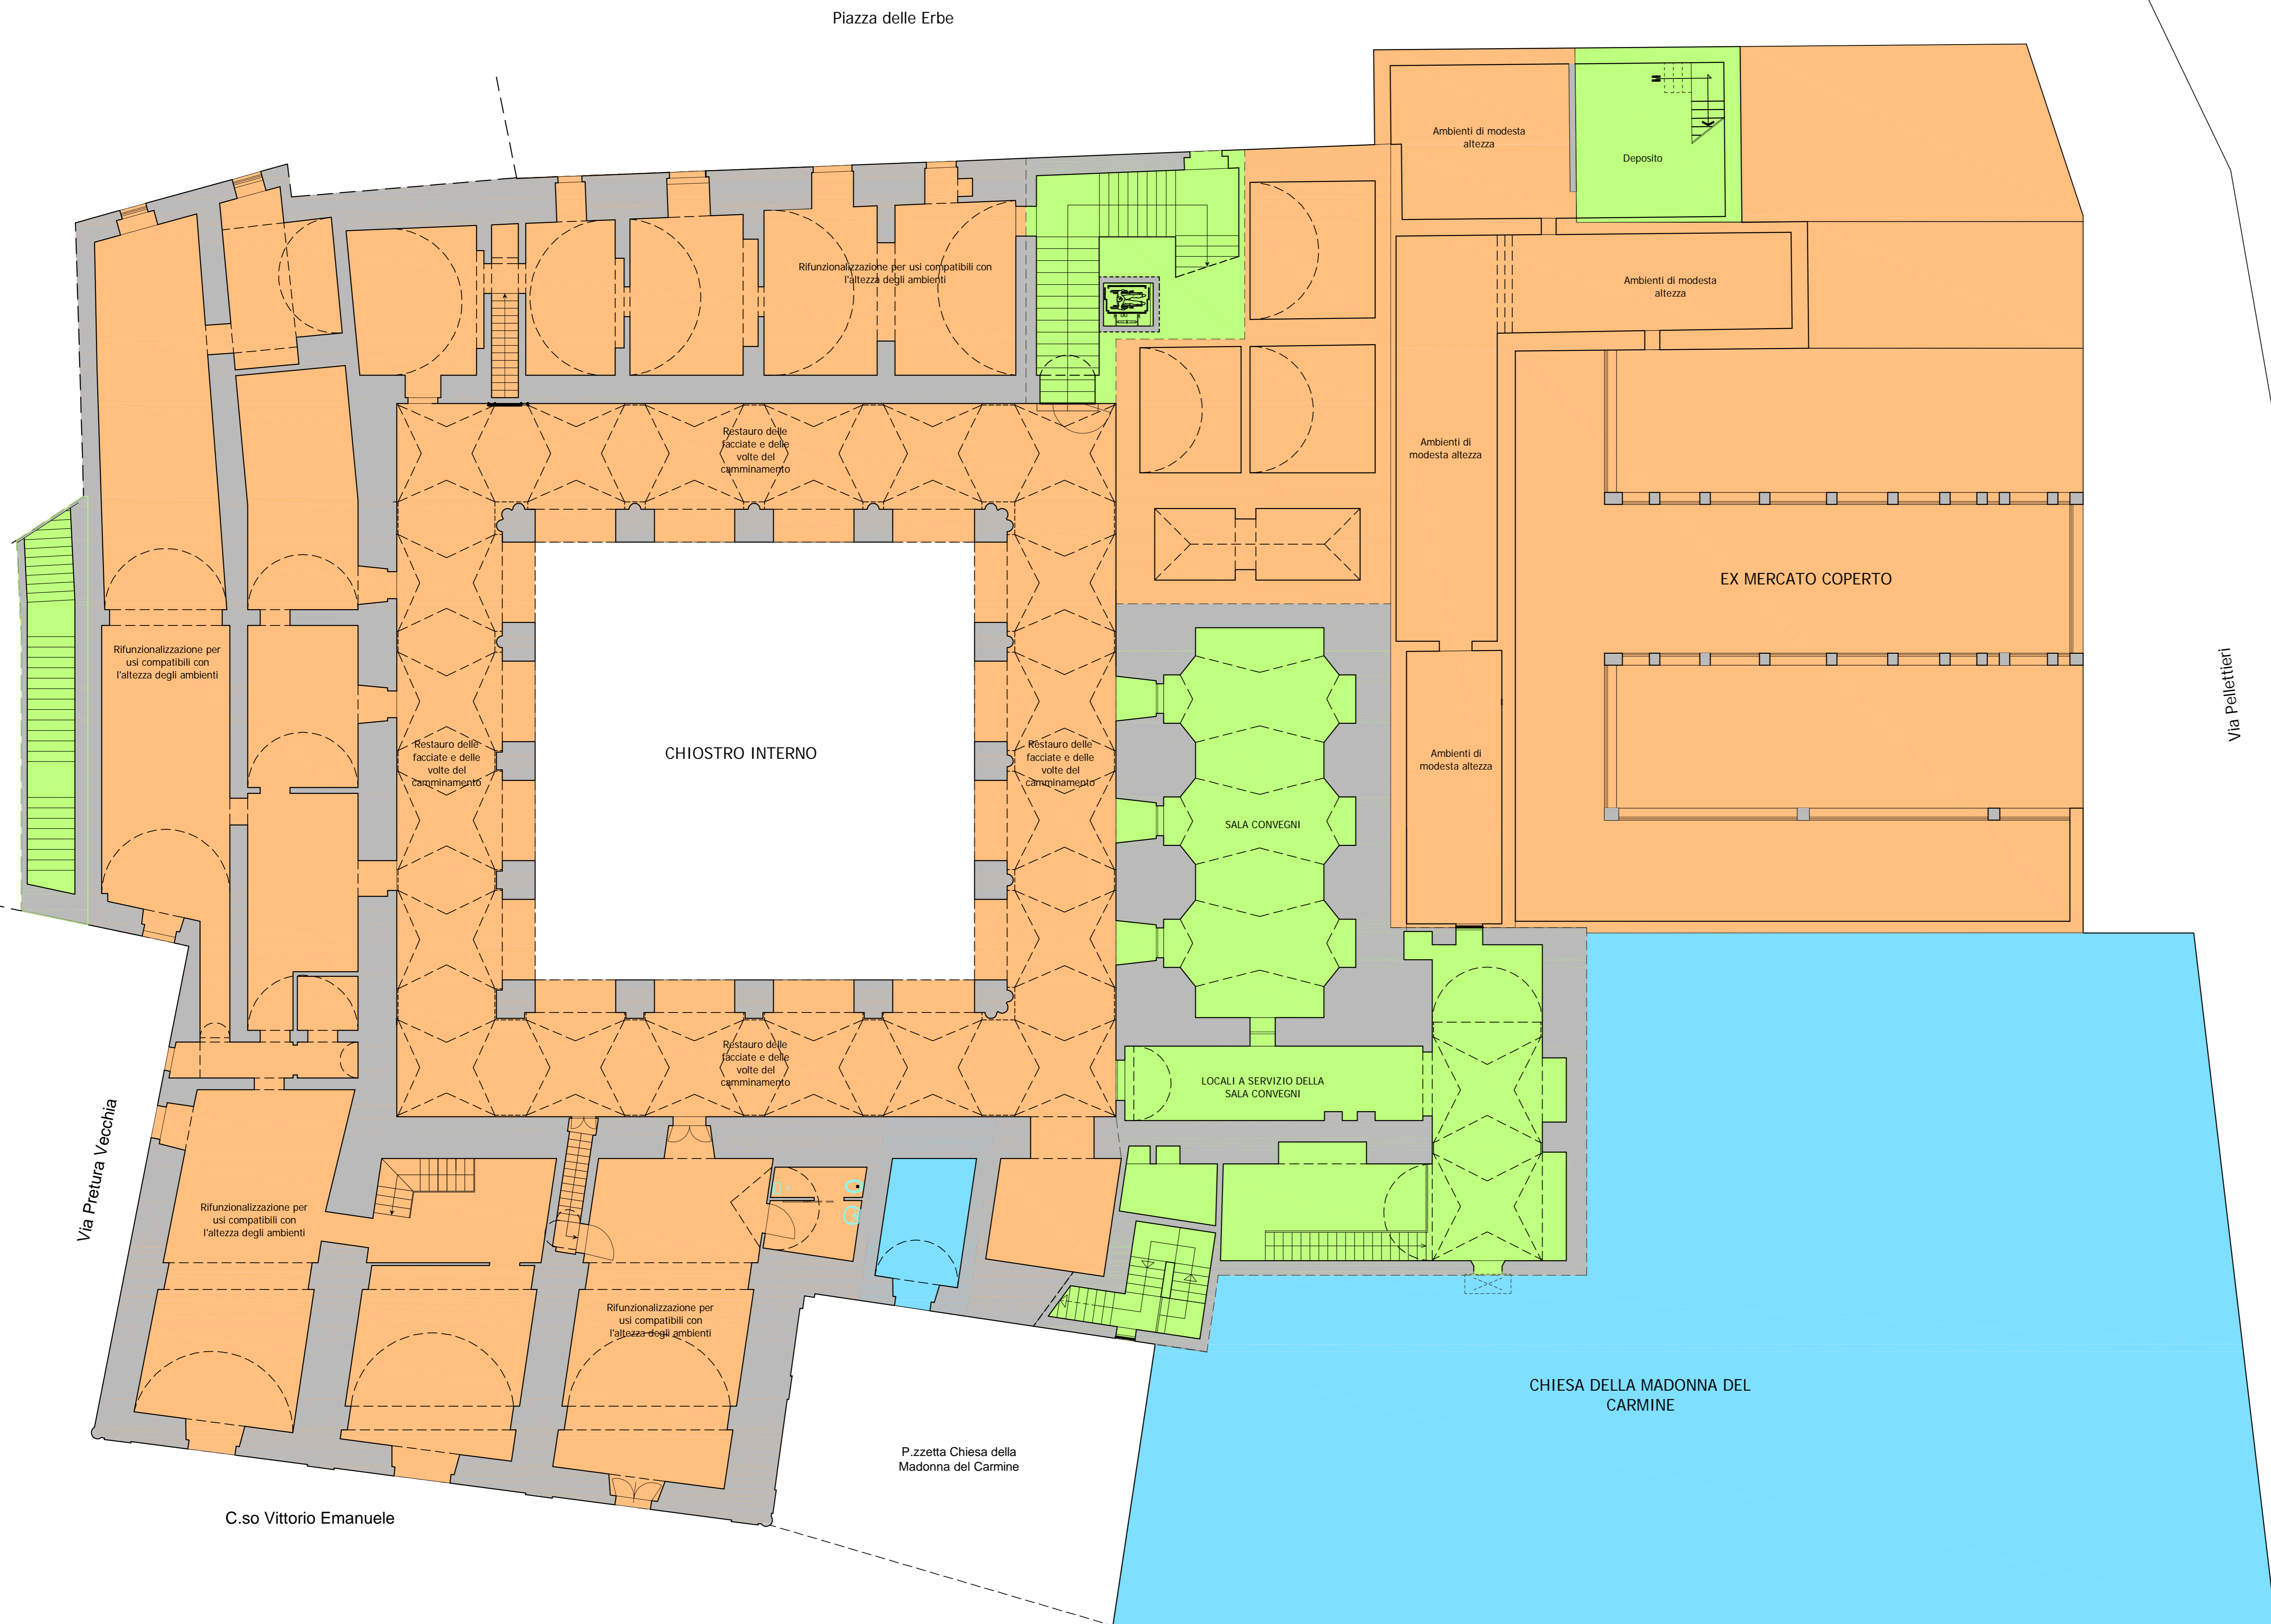 Piazza delle Erbe
Ambienti di modesta
altezza
Deposito
Rifunzionalizzazione per usi compatibili con
l'altezza degli ambienti
Ambienti di modesta
altezza
Restauro delle
facciate e delle
volte del
camminamento
Ambienti di
modesta altezza
EX MERCATO COPERTO
Rifunzionalizzazione per
usi compatibili con
l'altezza degli ambienti
Via Pellettieri
Restauro delle
facciate e delle
volte del
camminamento
CHIOSTRO INTERNO
Restauro delle
facciate e delle
volte del
camminamento
Ambienti di
modesta altezza
SALA CONVEGNI
Restauro delle
facciate e delle
volte del
camminamento
LOCALI A SERVIZIO DELLA
SALA CONVEGNI
Via Pretura Vecchia
Rifunzionalizzazione per
usi compatibili con
l'altezza degli ambienti
Rifunzionalizzazione per
usi compatibili con
l'altezza degli ambienti
CHIESA DELLA MADONNA DEL
CARMINE
P.zzetta Chiesa della
Madonna del Carmine
C.so Vittorio Emanuele